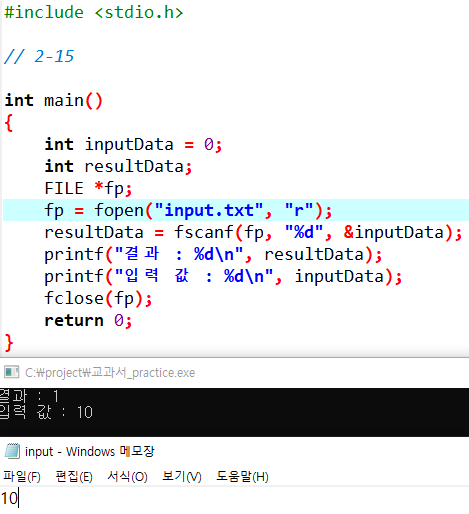 #include <stdio.h>
// 2-15
int main()
{
int inputData = 0;
int resultData;
FILE *fp;
fp = fopen("input.txt", "r");
resultData = fscanf(fp, "%d", &inputData);
printf("결과 : %d\n", resultData);
printf("입력 값 : %d\n", inputData);
fclose(fp);
return 0;
}
C:₩project₩교과서_practice.exe
결과 : 1
입력 값 : 10
input - Windows 메모장
파일(F) 편집(E) 서식(O) 보기(V) 도움말(H)
10